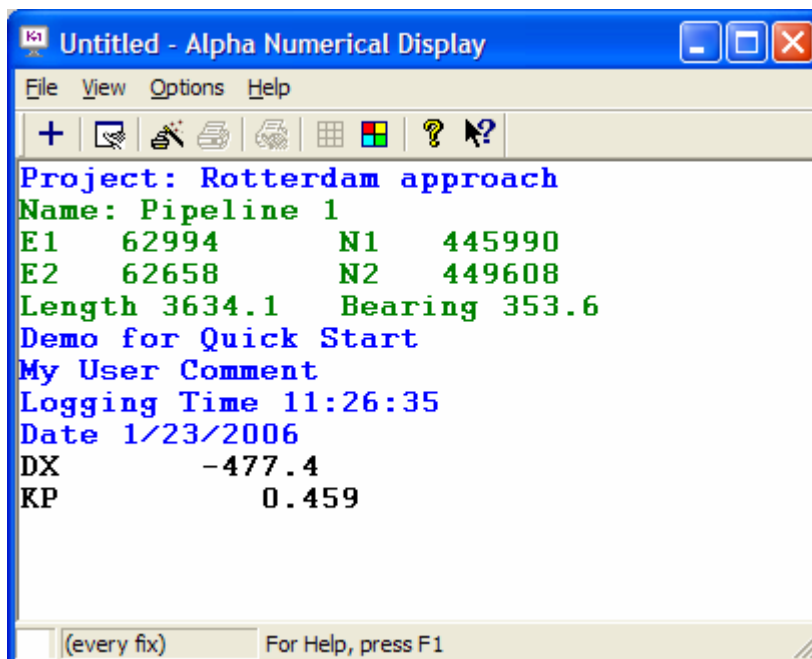 Untitled - Alpha Numerical Display
File View Options Help
Project: Rotterdam approach
Name: Pipeline 1
E1 62994 N1 445990
E2 62658 N2 449608
Length 3634.1 Bearing 353.6
Demo for Quick Start
My User Comment
Logging Time 11:26:35
Date 1/23/2006
DX -477.4
KP 0.459
(every fix) For Help, press F1